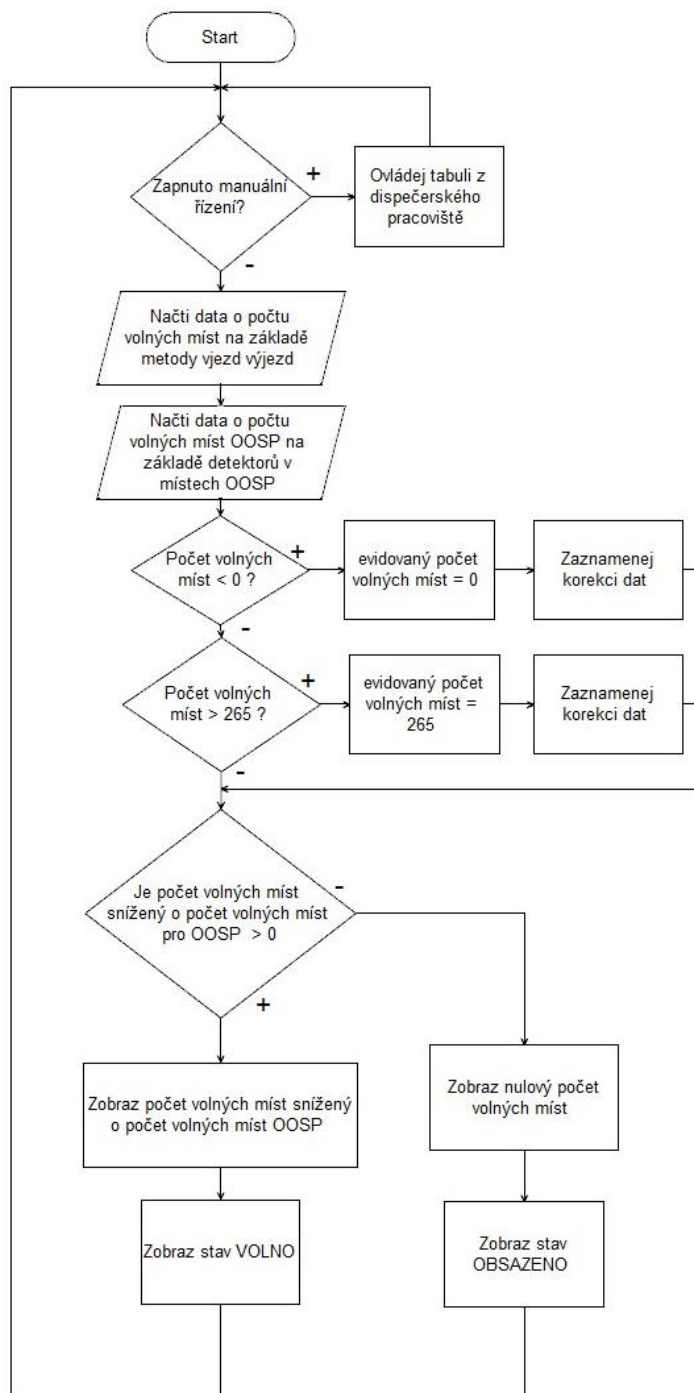 Start
Zapnuto manuální
řízení?
+
Ovládej tabuli z
dispečerského
pracoviště
-
Načti data o počtu
volných míst na základě
metody vjezd výjezd
Načti data o počtu
volných míst OOSP na
základě detektorů v
místech OOSP
Počet volných
míst < 0 ?
+
evidovaný počet
volných míst = 0
Zaznamenej
korekci dat
-
Počet volných
míst > 265 ?
+
evidovaný počet
volných míst =
265
Zaznamenej
korekci dat
-
Je počet volných míst
snížený o počet volných míst
pro OOSP > 0
-
+
Zobraz počet volných míst snížený
o počet volných míst OOSP
Zobraz nulový počet
volných míst
Zobraz stav VOLNO
Zobraz stav
OBSAZENO